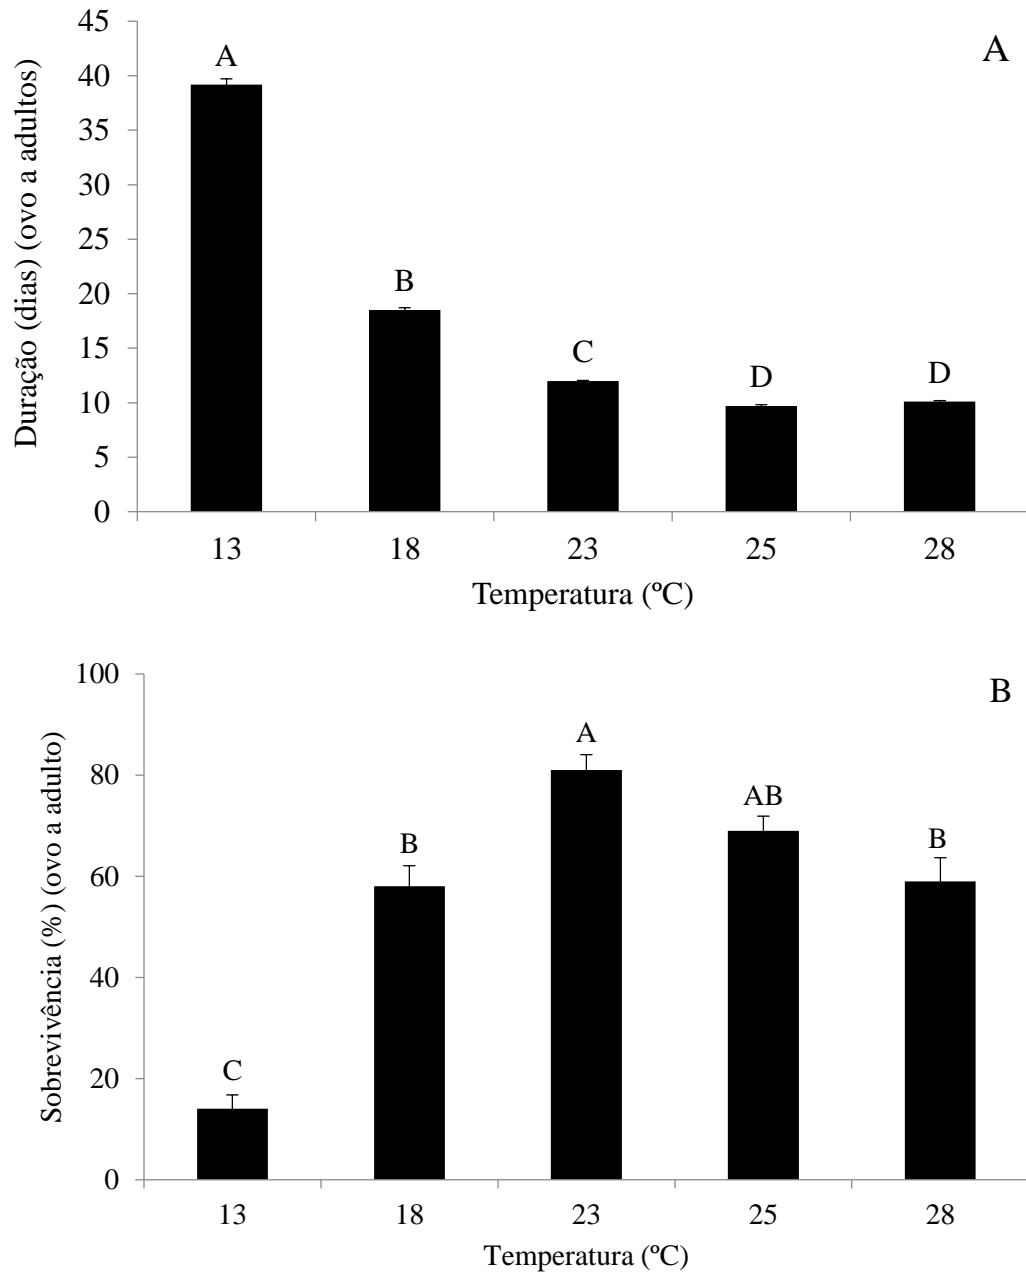 45
40
35
30
25
20
15
10
5
0
Duração (dias) (ovo a adultos)
A
A
B
C
D
D
13 18 23 25 28
Temperatura (ºC)
100
80
60
40
20
0
Sobrevivência (%) (ovo a adulto)
B
C
B
A
AB
B
13 18 23 25 28
Temperatura (ºC)